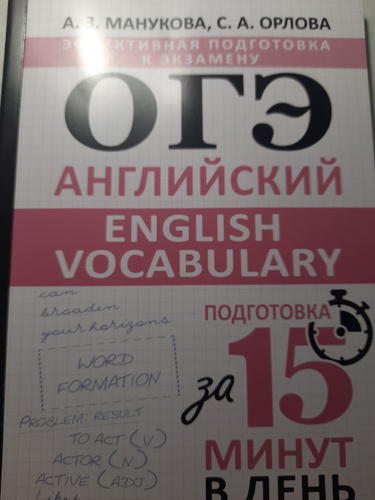 А. З. МАНУКОВА, С. А. ОРЛОВА
ЭФФЕКТИВНАЯ ПОДГОТОВКА
К ЭКЗАМЕНУ
ОГЭ
АНГЛИЙСКИЙ
ENGLISH
VOCABULARY
can
broaden
your horizons
WORD
FORMATION
PROBLEM: RESULT
TO ACT (V)
ACTOR (N)
ACTIVE (ADJ)
ПОДГОТОВКА
за 15
МИНУТ
В ДЕНЬ